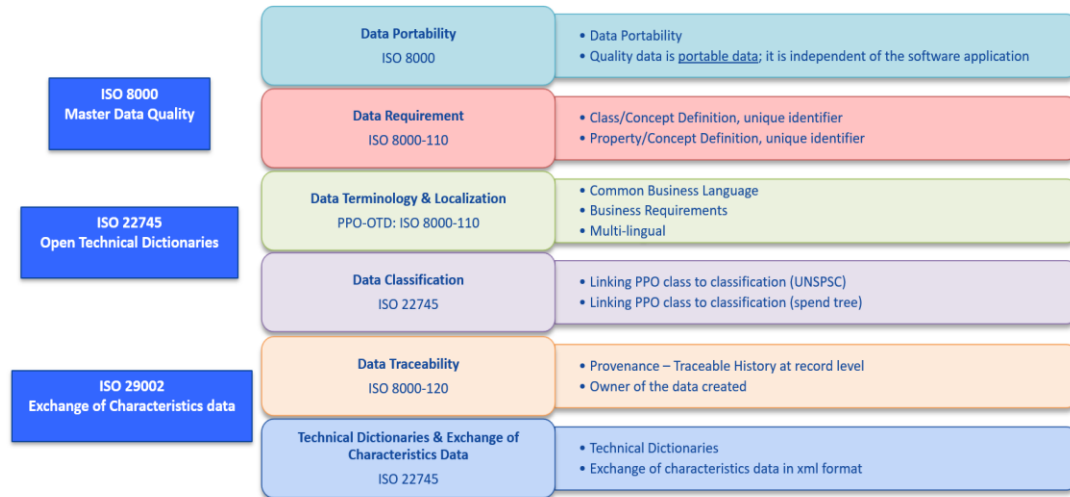 ISO 8000
Master Data Quality
ISO 22745
Open Technical Dictionaries
ISO 29002
Exchange of Characteristics data
Data Portability
ISO 8000
• Data Portability
• Quality data is portable data; it is independent of the software application
Data Requirement
ISO 8000-110
• Class/Concept Definition, unique identifier
• Property/Concept Definition, unique identifier
Data Terminology & Localization
PPO-OTD: ISO 8000-110
• Common Business Language
• Business Requirements
• Multi-lingual
Data Classification
ISO 22745
• Linking PPO class to classification (UNSPSC)
• Linking PPO class to classification (spend tree)
Data Traceability
ISO 8000-120
• Provenance – Traceable History at record level
• Owner of the data created
Technical Dictionaries & Exchange of
Characteristics Data
ISO 22745
• Technical Dictionaries
• Exchange of characteristics data in xml format